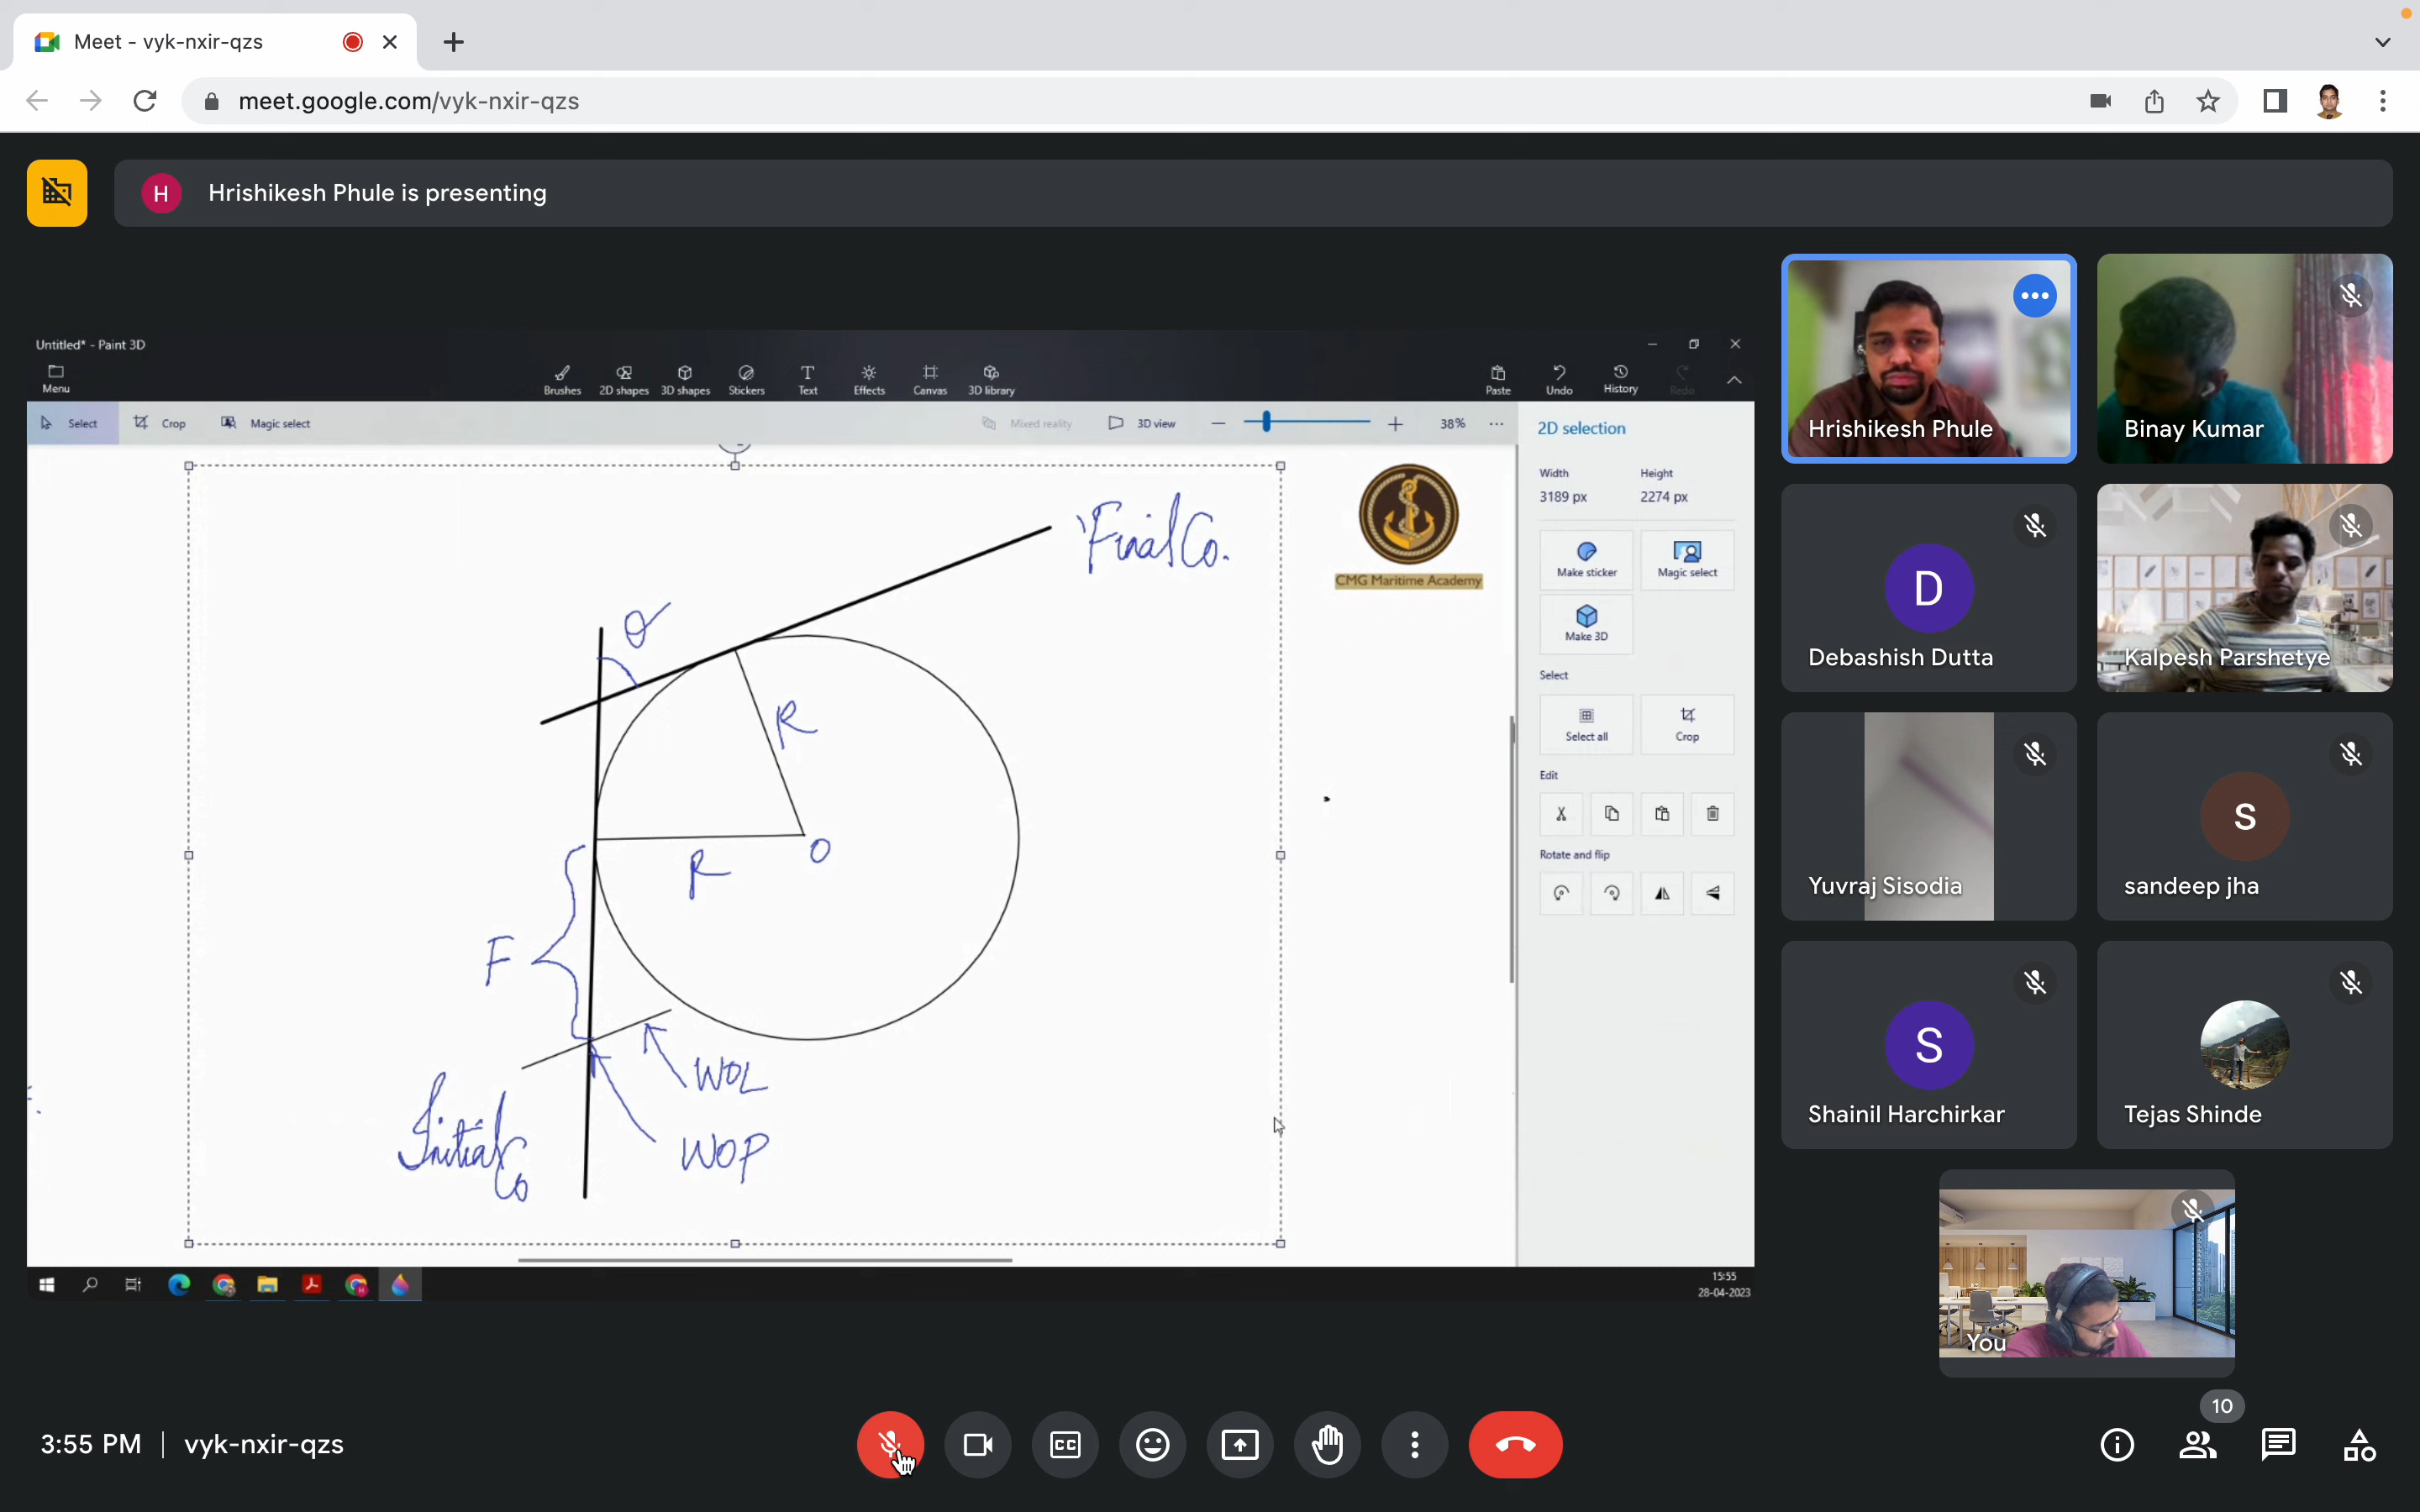 Meet - vyk-nxir-qzs
meet.google.com/vyk-nxir-qzs
H Hrishikesh Phule is presenting
Untitled* - Paint 3D
Menu
Brushes 2D shapes 3D shapes Stickers Text Effects Canvas 3D library
Paste Undo History Redo
Select Crop Magic select
Mixed reality 3D view 38%
2D selection
Width Height
3189 px 2274 px
Make sticker Magic select
Make 3D
Select
Select all Crop
Edit
Rotate and flip
CMG Maritime Academy
Final Co.
θ
R
R
O
F
WOL
WOP
Initial
Co
15:55
28-04-2023
Hrishikesh Phule
Binay Kumar
D
Debashish Dutta
Kalpesh Parshetye
Yuvraj Sisodia
s
sandeep jha
S
Shainil Harchirkar
Tejas Shinde
You
3:55 PM | vyk-nxir-qzs
CC
10